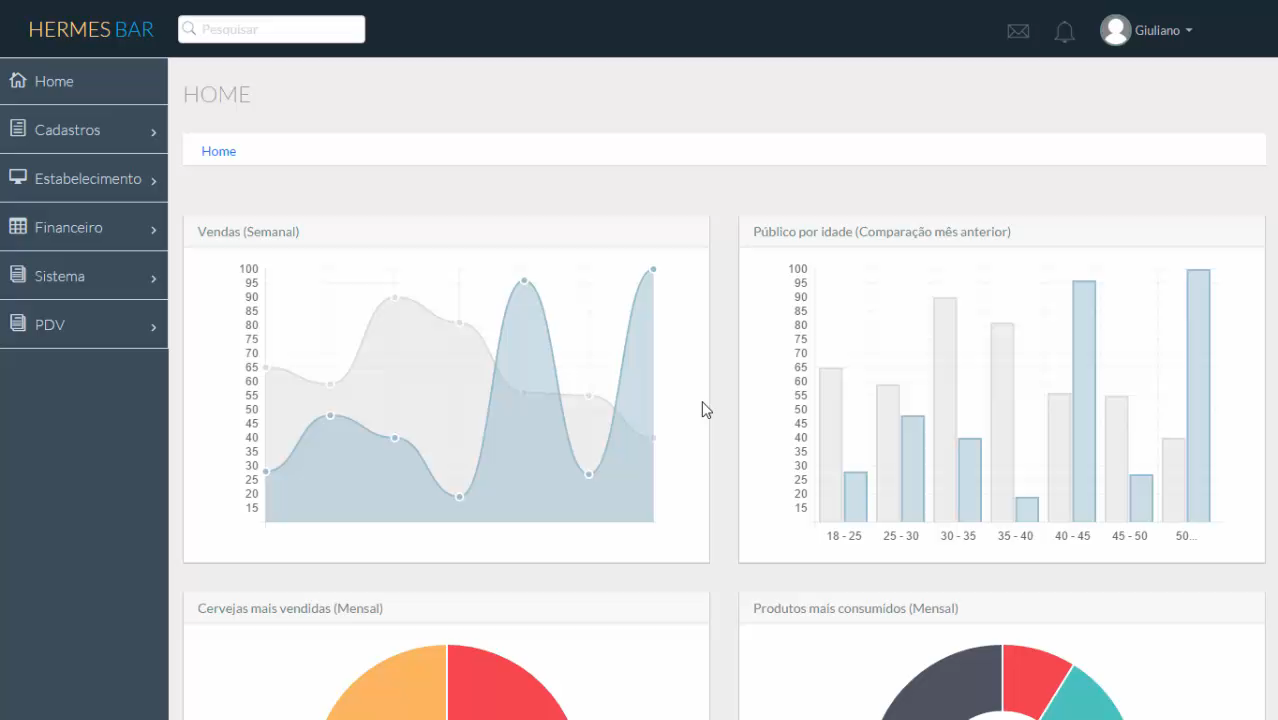 HERMES BAR
Pesquisar
Giuliano
Home
Cadastros
Estabelecimento
Financeiro
Sistema
PDV
HOME
Home
Vendas (Semanal)
100
95
90
85
80
75
70
65
60
55
50
45
40
35
30
25
20
15
Público por idade (Comparação mês anterior)
100
95
90
85
80
75
70
65
60
55
50
45
40
35
30
25
20
15
18 - 25 25 - 30 30 - 35 35 - 40 40 - 45 45 - 50 50...
Cervejas mais vendidas (Mensal)
Produtos mais consumidos (Mensal)